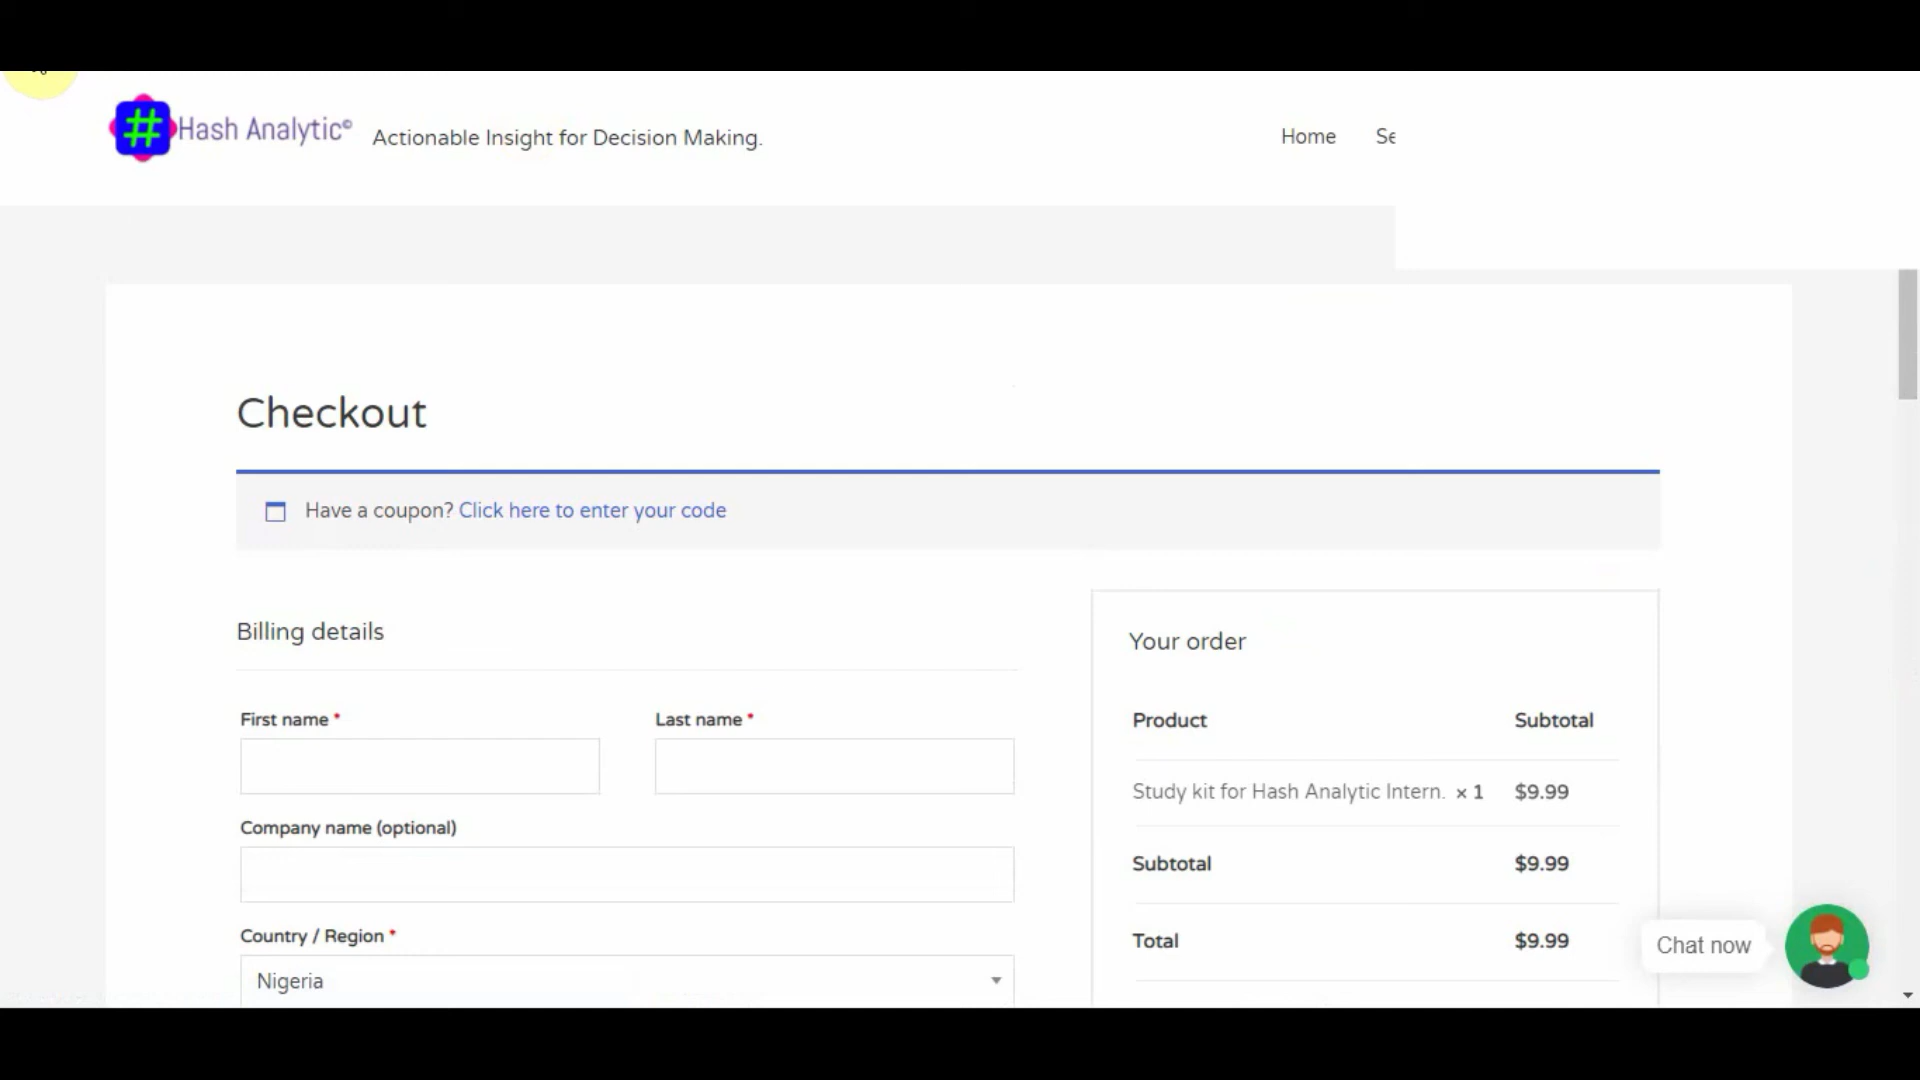 #
Hash Analytic©
Actionable Insight for Decision Making.
Home
Se
Checkout
Have a coupon? Click here to enter your code
Billing details
First name *
Last name *
Company name (optional)
Country / Region *
Nigeria
Your order
Product Subtotal
Study kit for Hash Analytic Intern. × 1 $9.99
Subtotal $9.99
Total $9.99
Chat now